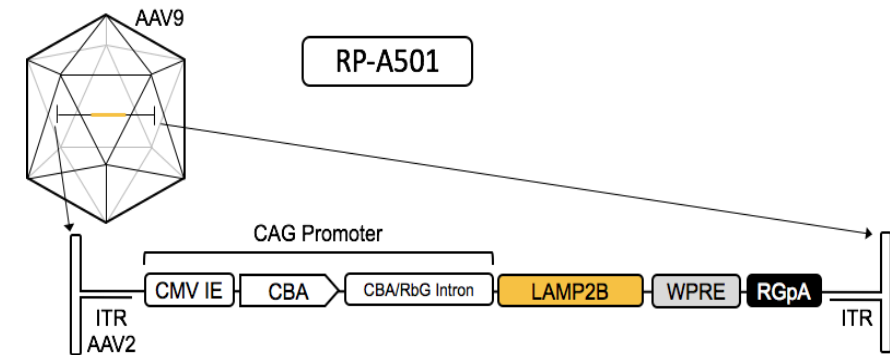 AAV9
RP-A501
CAG Promoter
CMV IE
CBA
CBA/RbG Intron
LAMP2B
WPRE
RGpA
ITR
AAV2
ITR